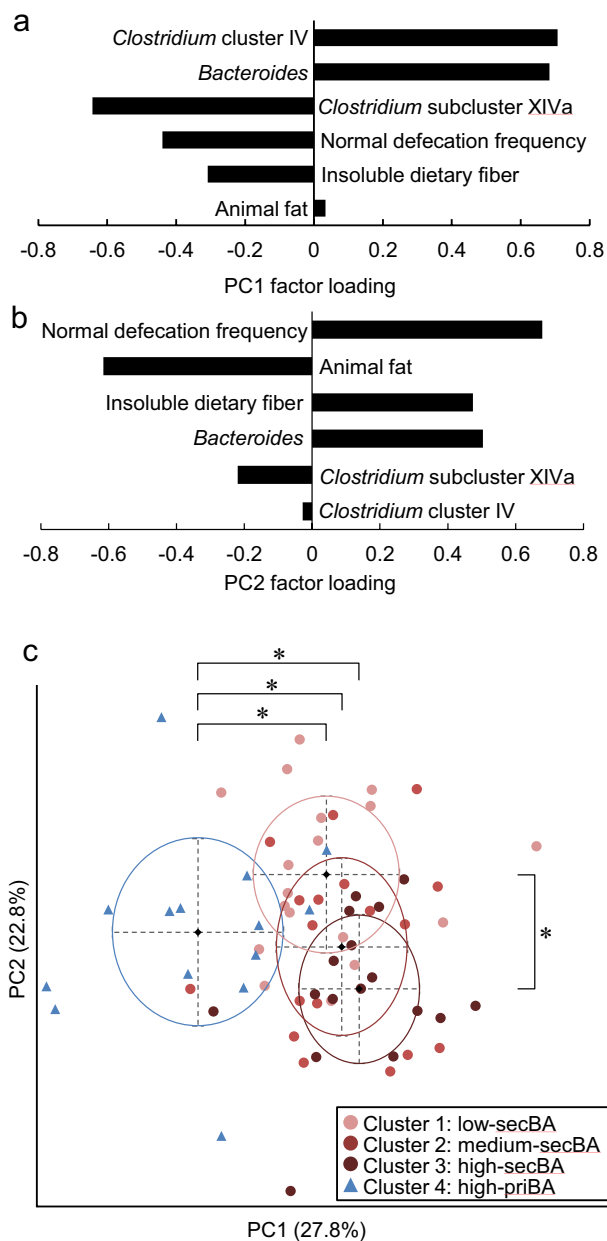 a
Clostridium cluster IV
Bacteroides
Clostridium subcluster XIVa
Normal defecation frequency
Insoluble dietary fiber
Animal fat
-0.8 -0.6 -0.4 -0.2 0 0.2 0.4 0.6 0.8
PC1 factor loading
b
Normal defecation frequency
Animal fat
Insoluble dietary fiber
Bacteroides
Clostridium subcluster XIVa
Clostridium cluster IV
-0.8 -0.6 -0.4 -0.2 0 0.2 0.4 0.6 0.8
PC2 factor loading
c
*
*
*
*
PC2 (22.8%)
Cluster 1: low-secBA
Cluster 2: medium-secBA
Cluster 3: high-secBA
Cluster 4: high-priBA
PC1 (27.8%)